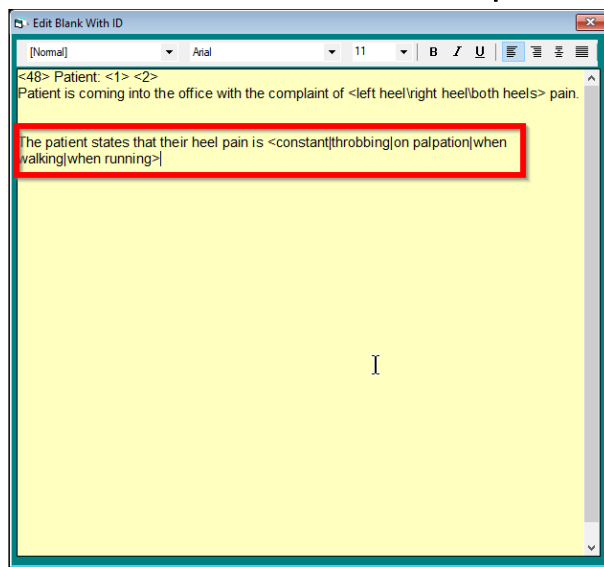 Edit Blank With ID
[Normal] Arial 11 B I U
<48> Patient: <1> <2>
Patient is coming into the office with the complaint of <left heel\right heel\both heels> pain.
The patient states that their heel pain is <constant|throbbing|on palpation|when
walking|when running>